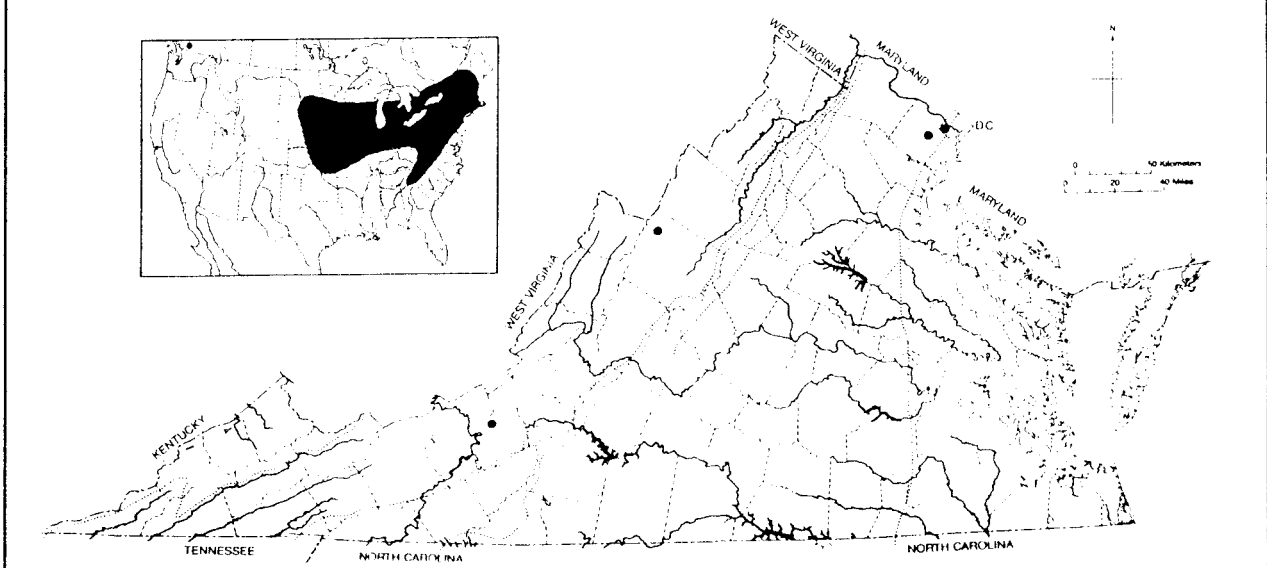 WEST VIRGINIA
MARYLAND
N
DC
0 50 Kilometers
0 20 40 Miles
MARYLAND
WEST VIRGINIA
KENTUCKY
TENNESSEE
NORTH CAROLINA
NORTH CAROLINA